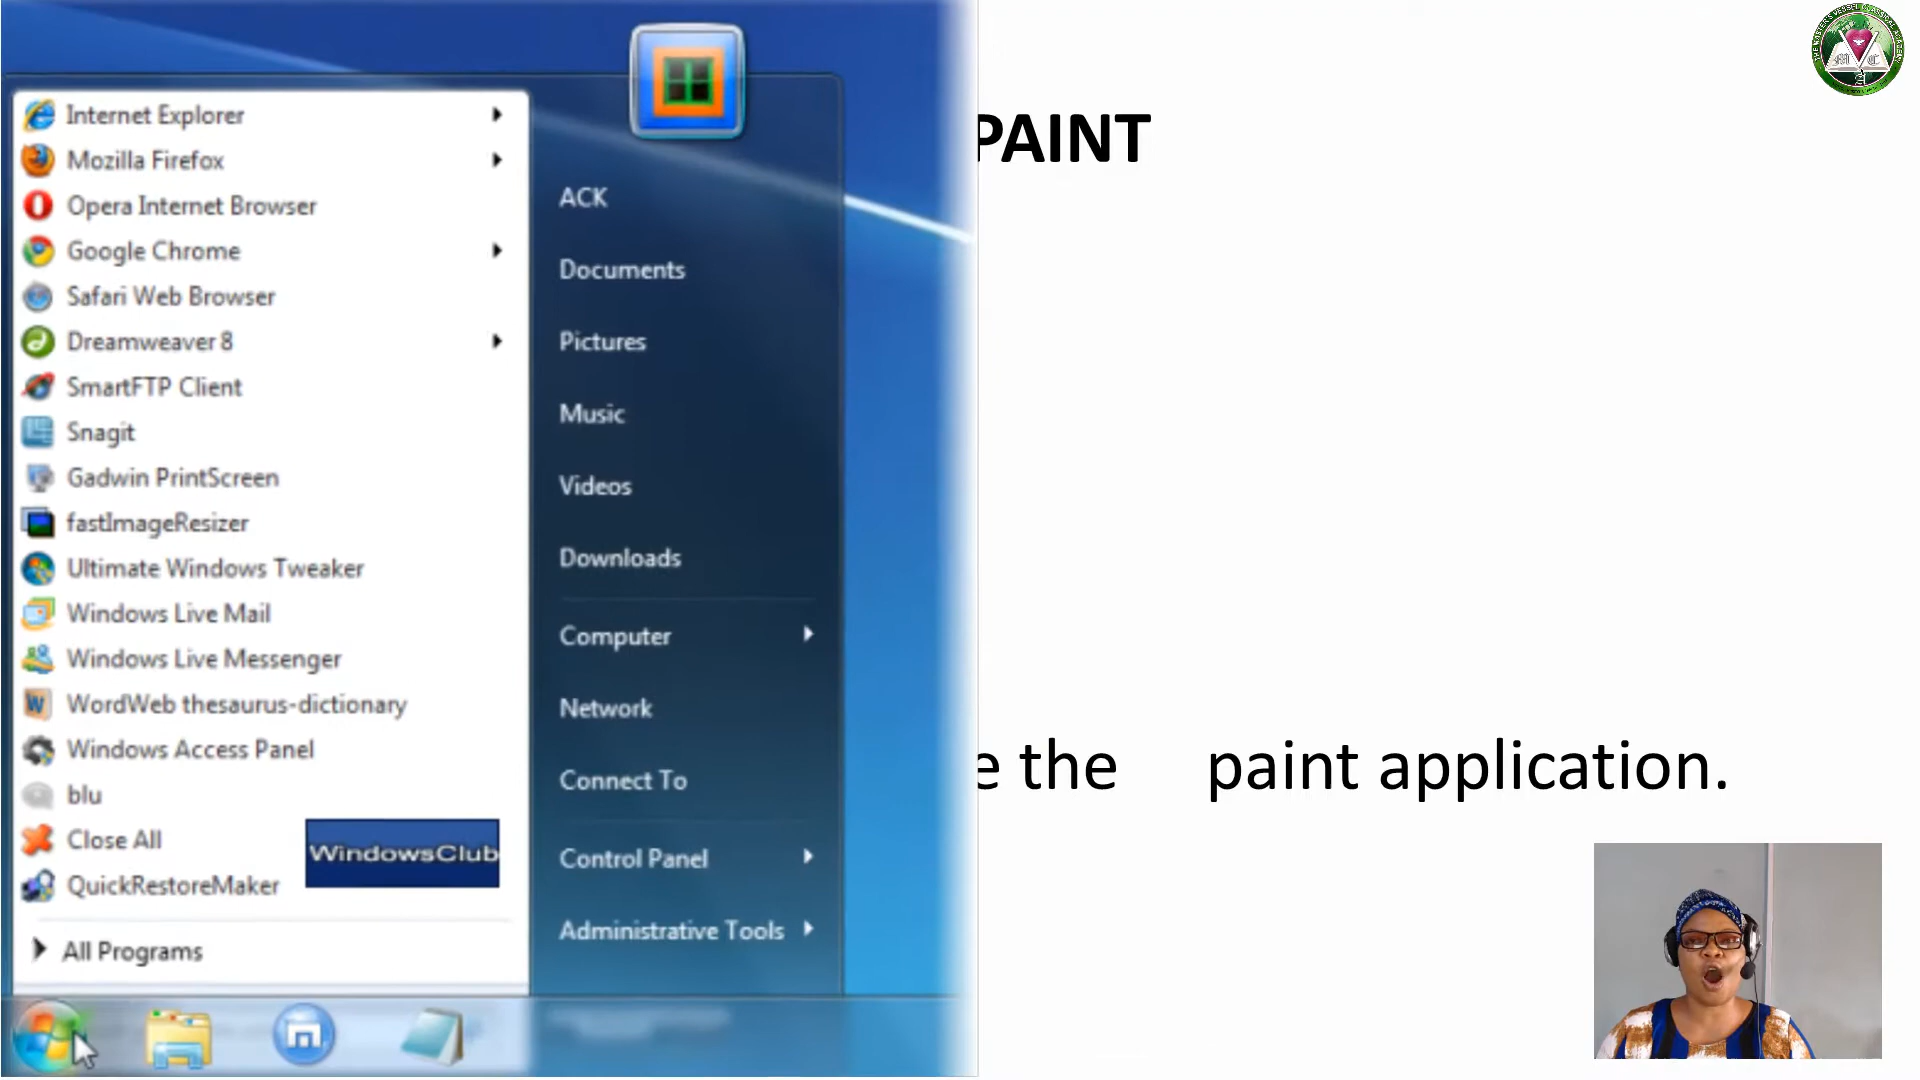 Internet Explorer
Mozilla Firefox
Opera Internet Browser
Google Chrome
Safari Web Browser
Dreamweaver 8
SmartFTP Client
Snagit
Gadwin PrintScreen
fastImageResizer
Ultimate Windows Tweaker
Windows Live Mail
Windows Live Messenger
WordWeb thesaurus-dictionary
Windows Access Panel
blu
Close All
QuickRestoreMaker
WindowsClub
All Programs
ACK
Documents
Pictures
Music
Videos
Downloads
Computer
Network
Connect To
Control Panel
Administrative Tools
PAINT
e the paint application.